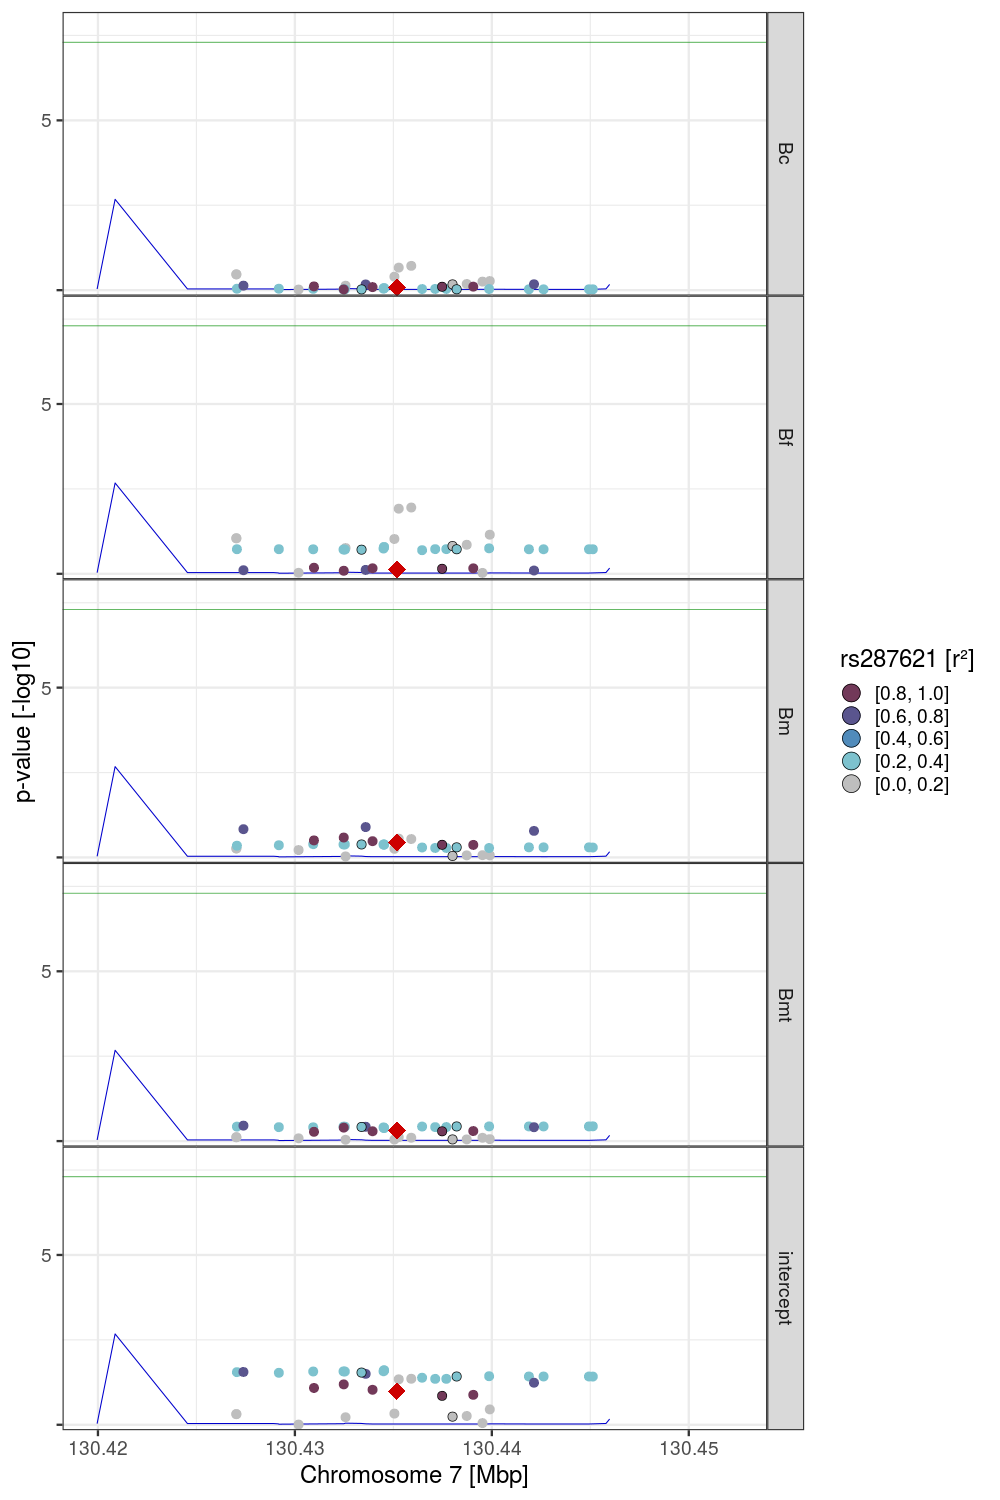 5
Bc
5
Bf
5
Bm
5
Bmt
5
intercept
p-value [-log10]
130.42
130.43
130.44
130.45
Chromosome 7 [Mbp]
rs287621 [r²]
[0.8, 1.0]
[0.6, 0.8]
[0.4, 0.6]
[0.2, 0.4]
[0.0, 0.2]